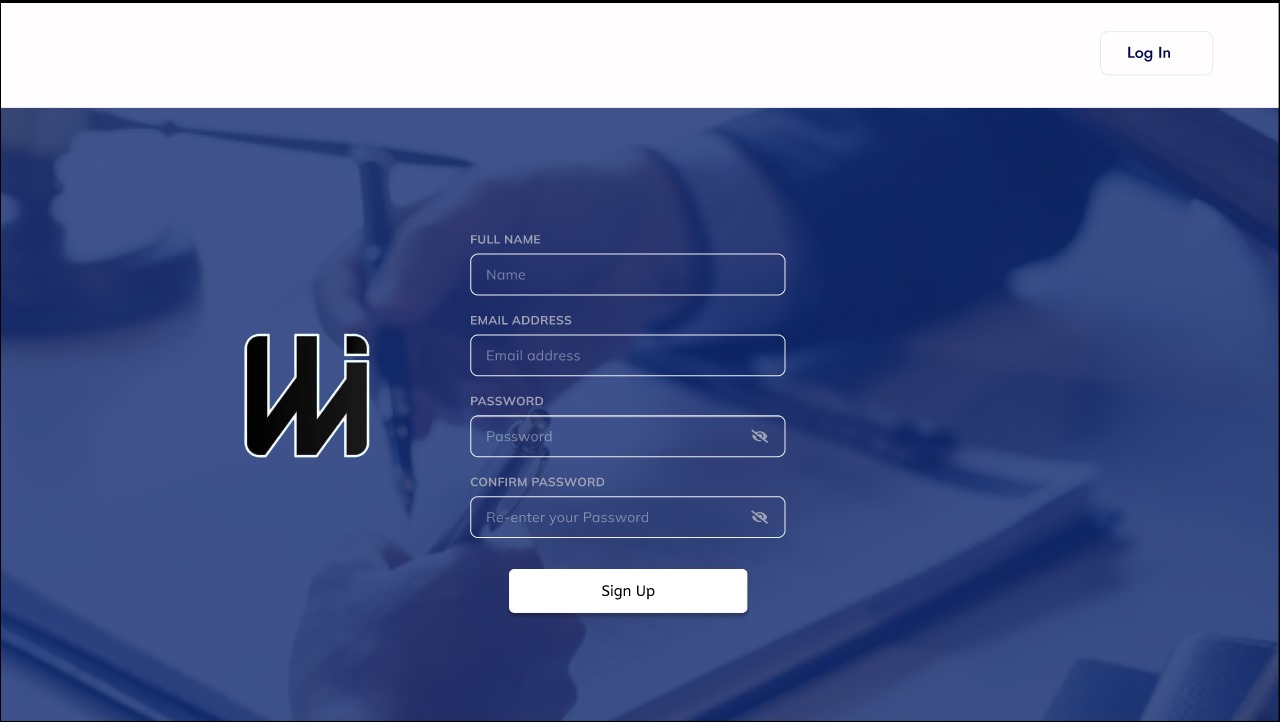 Log In
FULL NAME
Name
EMAIL ADDRESS
Email address
PASSWORD
Password
CONFIRM PASSWORD
Re-enter your Password
Sign Up